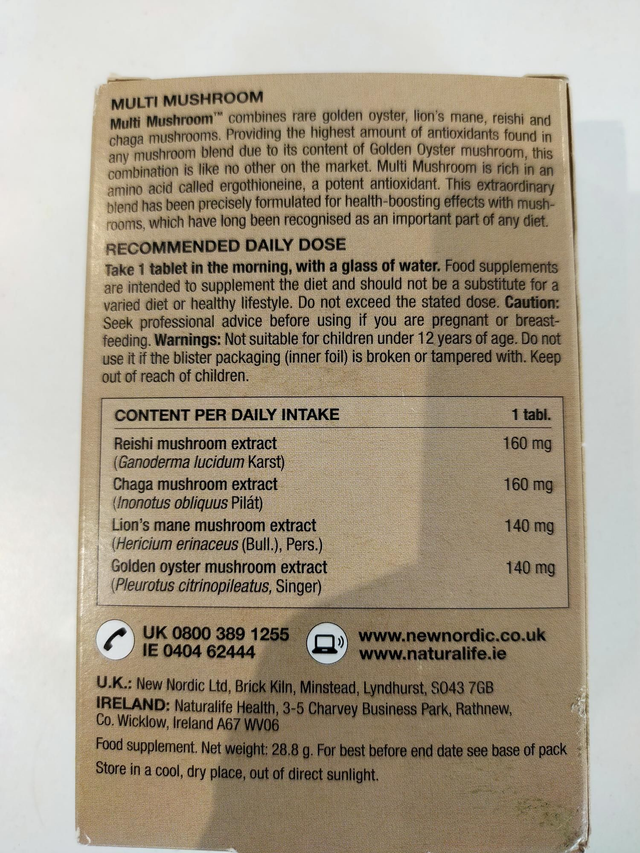 MULTI MUSHROOM
Multi Mushroom™ combines rare golden oyster, lion's mane, reishi and
chaga mushrooms. Providing the highest amount of antioxidants found in
any mushroom blend due to its content of Golden Oyster mushroom, this
combination is like no other on the market. Multi Mushroom is rich in an
amino acid called ergothioneine, a potent antioxidant. This extraordinary
blend has been precisely formulated for health-boosting effects with mush-
rooms, which have long been recognised as an important part of any diet.
RECOMMENDED DAILY DOSE
Take 1 tablet in the morning, with a glass of water. Food supplements
are intended to supplement the diet and should not be a substitute for a
varied diet or healthy lifestyle. Do not exceed the stated dose. Caution:
Seek professional advice before using if you are pregnant or breast-
feeding. Warnings: Not suitable for children under 12 years of age. Do not
use it if the blister packaging (inner foil) is broken or tampered with. Keep
out of reach of children.
CONTENT PER DAILY INTAKE 1 tabl.
Reishi mushroom extract 160 mg
(Ganoderma lucidum Karst)
Chaga mushroom extract 160 mg
(Inonotus obliquus Pilát)
Lion's mane mushroom extract 140 mg
(Hericium erinaceus (Bull.), Pers.)
Golden oyster mushroom extract 140 mg
(Pleurotus citrinopileatus, Singer)
UK 0800 389 1255 www.newnordic.co.uk
IE 0404 62444 www.naturalife.ie
U.K.: New Nordic Ltd, Brick Kiln, Minstead, Lyndhurst, SO43 7GB
IRELAND: Naturalife Health, 3-5 Charvey Business Park, Rathnew,
Co. Wicklow, Ireland A67 WV06
Food supplement. Net weight: 28.8 g. For best before end date see base of pack
Store in a cool, dry place, out of direct sunlight.